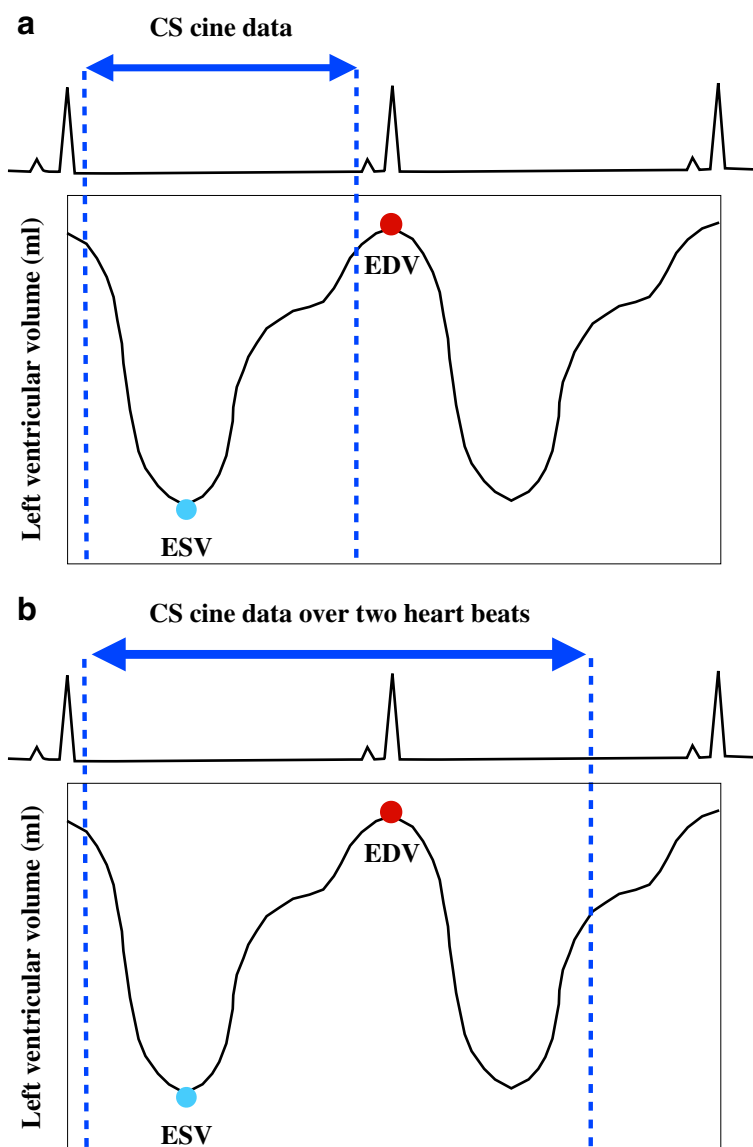 a
CS cine data
Left ventricular volume (ml)
EDV
ESV
b
CS cine data over two heart beats
Left ventricular volume (ml)
EDV
ESV